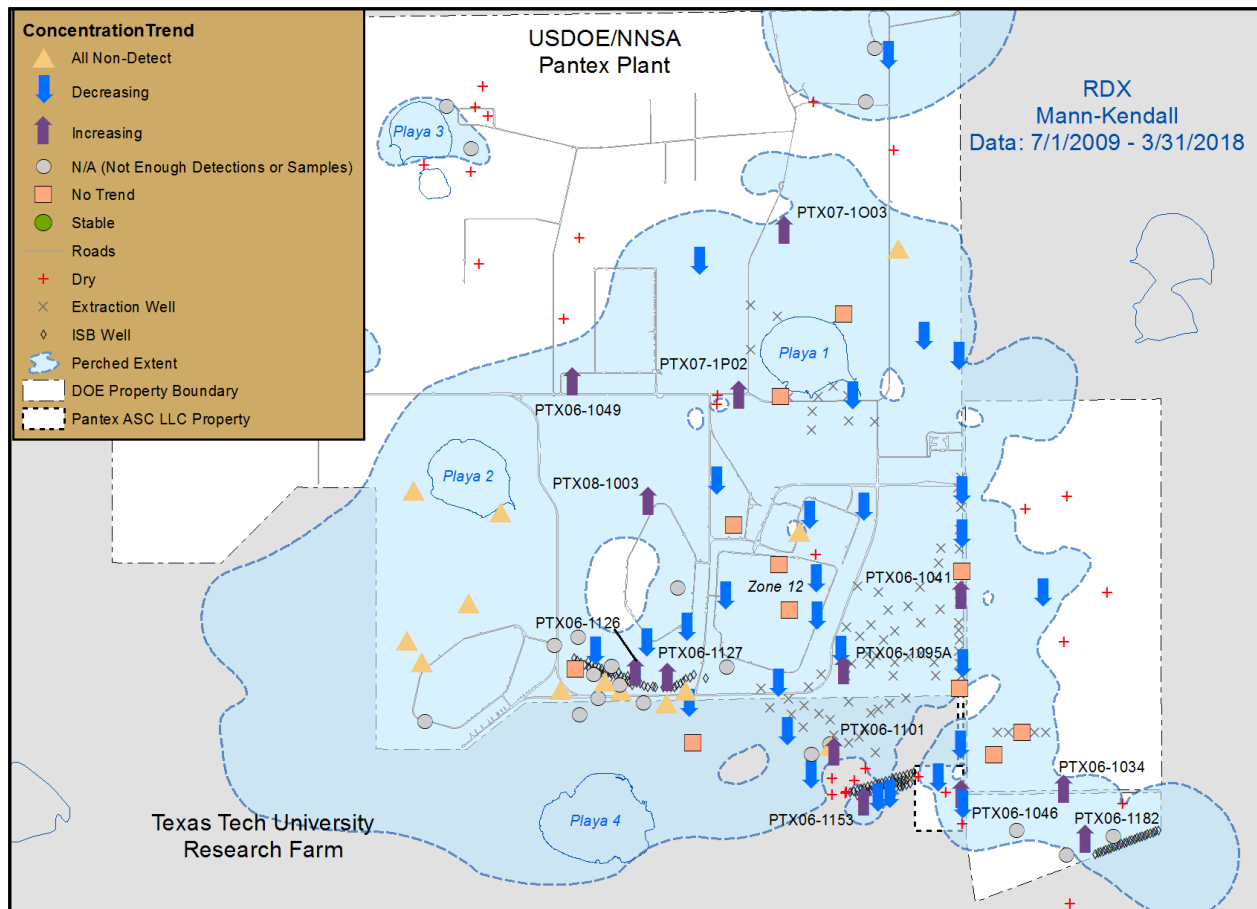 ConcentrationTrend
All Non-Detect
Decreasing
Increasing
N/A (Not Enough Detections or Samples)
No Trend
Stable
Roads
Dry
Extraction Well
ISB Well
Perched Extent
DOE Property Boundary
Pantex ASC LLC Property
USDOE/NNSA
Pantex Plant
RDX
Mann-Kendall
Data: 7/1/2009 - 3/31/2018
Playa 3
PTX07-1O03
Playa 1
PTX07-1P02
PTX06-1049
Playa 2
PTX08-1003
Zone 12
PTX06-1041
PTX06-1126
PTX06-1127
PTX06-1095A
PTX06-1101
PTX06-1034
Playa 4
PTX06-1153
PTX06-1046
PTX06-1182
Texas Tech University
Research Farm